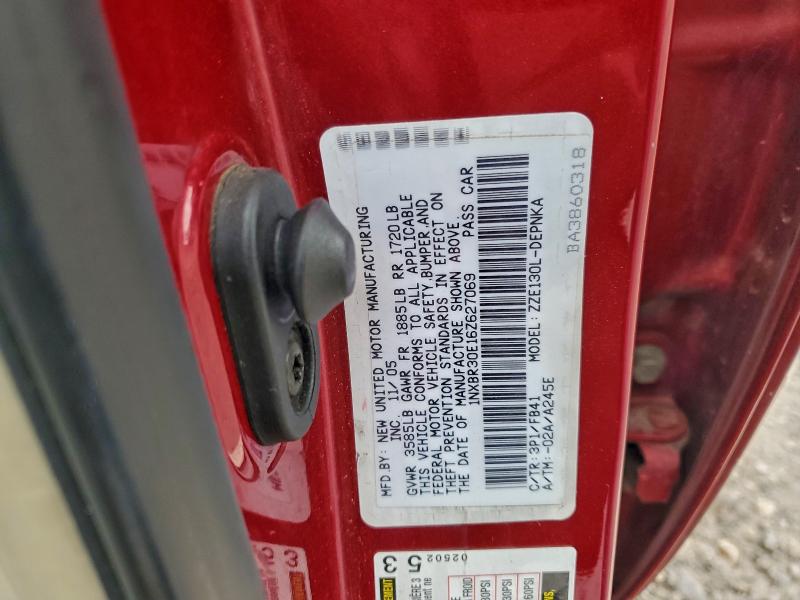 MFD.BY: NEW UNITED MOTOR MANUFACTURING
INC. 11/05
GVWR 3585LB GAWR FR 1885LB RR 1720LB
THIS VEHICLE CONFORMS TO ALL APPLICABLE
FEDERAL MOTOR VEHICLE SAFETY,BUMPER,AND
THEFT PREVENTION STANDARDS IN EFFECT ON
THE DATE OF MANUFACTURE SHOWN ABOVE.
1NXBR30E16Z627069 PASS CAR
C/TR: 3P1/FB41 MODEL: ZZE130L-DEPNKA
A/TM:-02A/A245E
BA3860318
02502